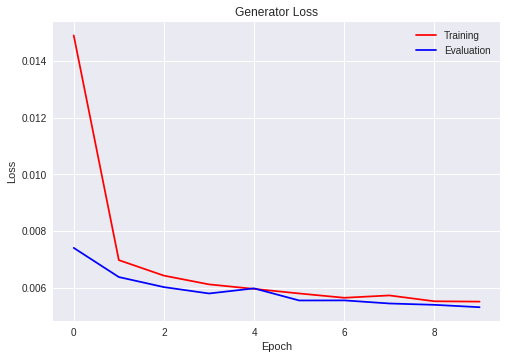 Generator Loss
Training
Evaluation
0.014
0.012
0.010
0.008
0.006
Loss
0
2
4
6
8
Epoch